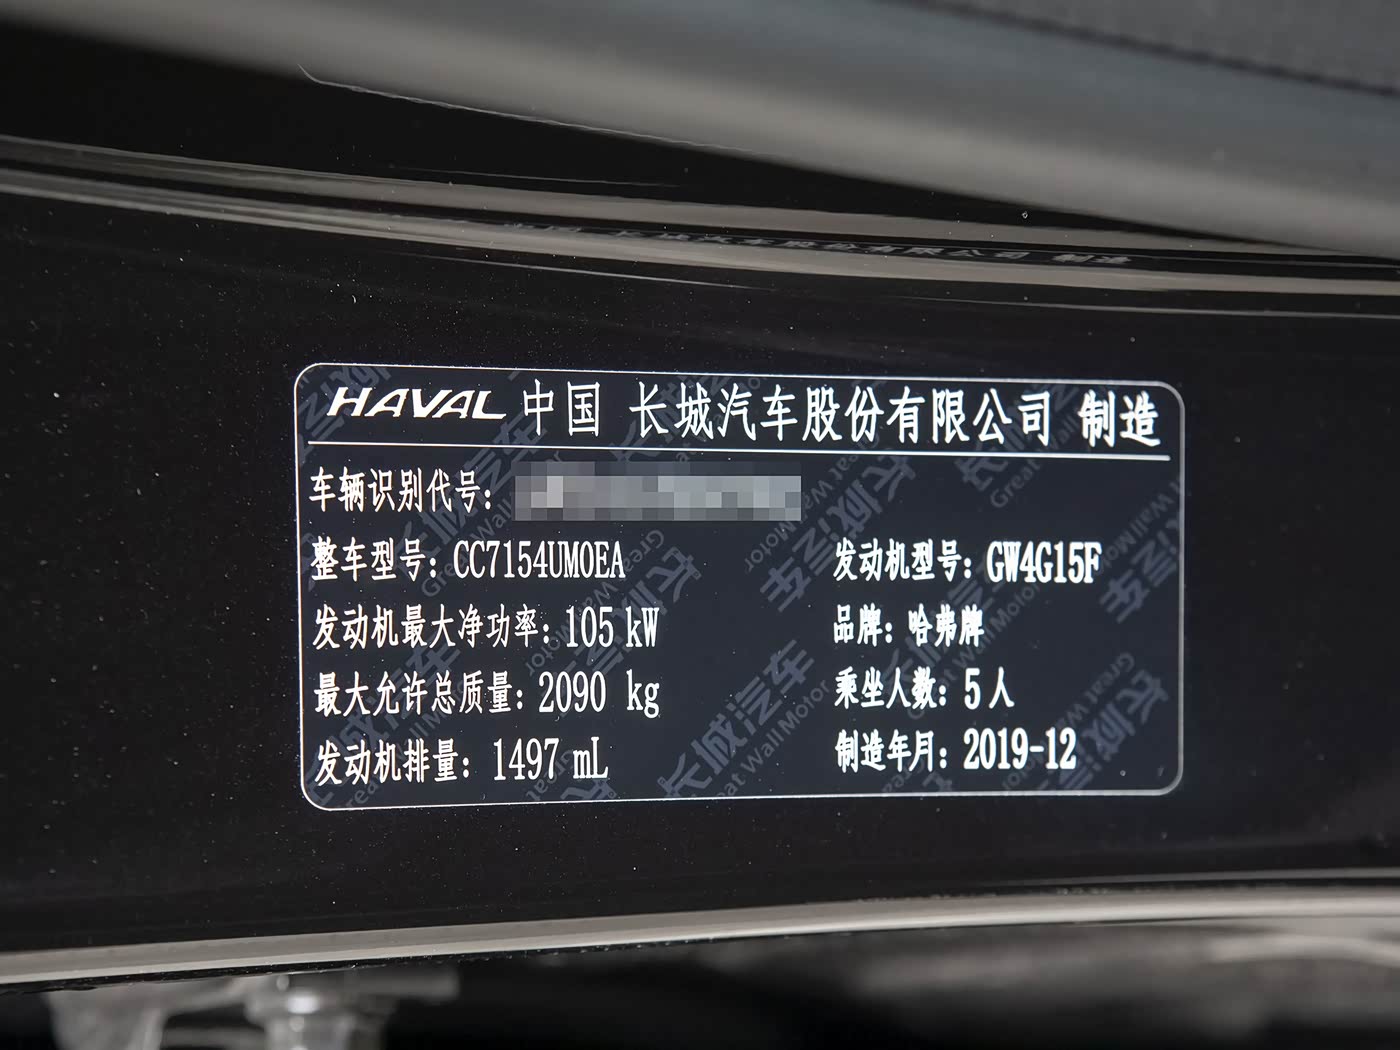 HAVAL 中国 长城汽车股份有限公司 制造
车辆识别代号:
整车型号: CC7154UM0EA 发动机型号: GW4G15F
发动机最大净功率: 105 kW 品牌: 哈弗牌
最大允许总质量: 2090 kg 乘坐人数: 5人
发动机排量: 1497 mL 制造年月: 2019-12